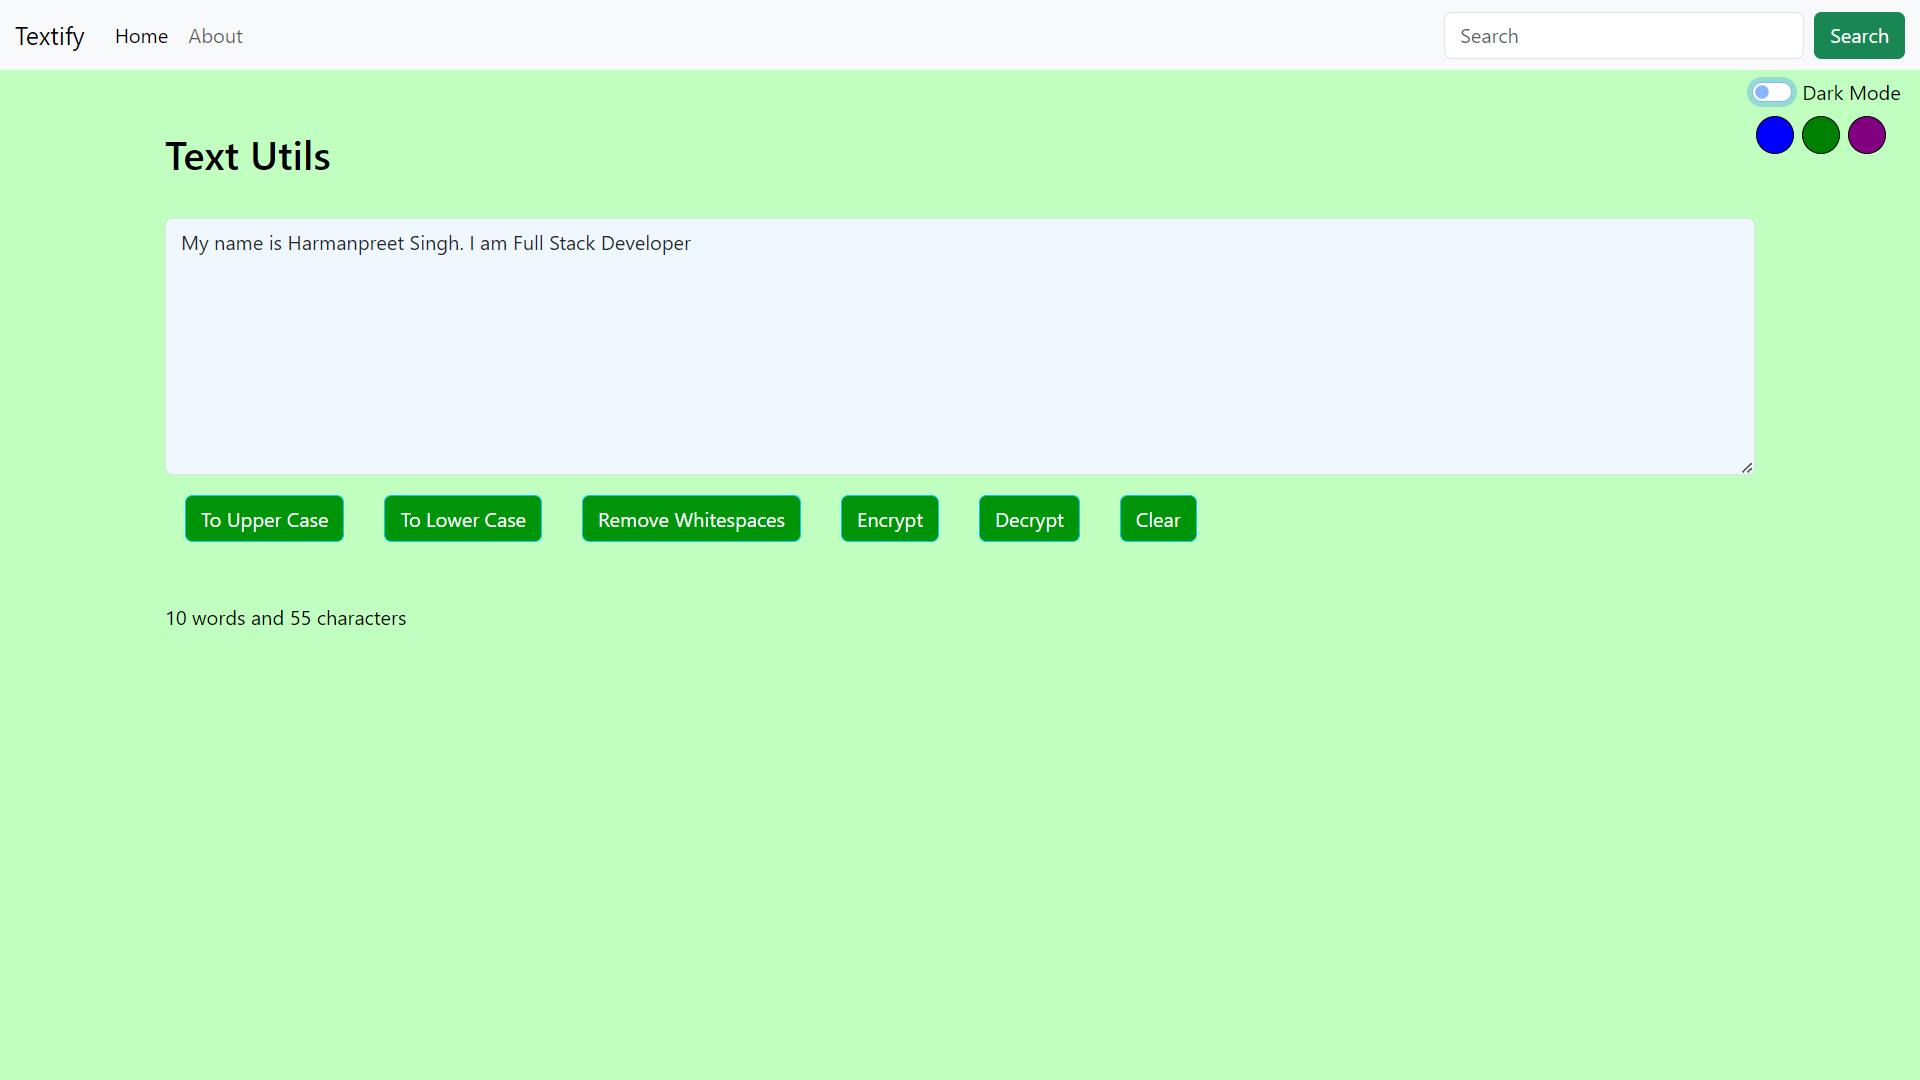 Textify Home About Search Search
Dark Mode
Text Utils
My name is Harmanpreet Singh. I am Full Stack Developer
To Upper Case To Lower Case Remove Whitespaces Encrypt Decrypt Clear
10 words and 55 characters